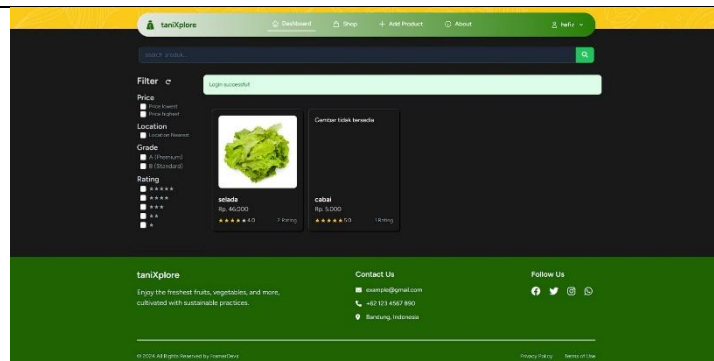 taniXplore
Dashboard Shop + Add Product About
hafiz
Search produk...
Filter
Login successful!
Price
Price lowest
Price highest
Location
Location Nearest
Grade
A (Premium)
B (Standard)
Rating
★★★★★
★★★★
★★★
★★
★
selada
Rp. 46.000
★★★★★ 4.0 2 Rating
Gambar tidak tersedia
cabai
Rp. 5.000
★★★★★ 5.0 1 Rating
taniXplore
Enjoy the freshest fruits, vegetables, and more,
cultivated with sustainable practices.
Contact Us
example@gmail.com
+62 123 4567 890
Bandung, Indonesia
Follow Us
© 2024 All Rights Reserved by FramerDevs
Privacy Policy Terms of Use